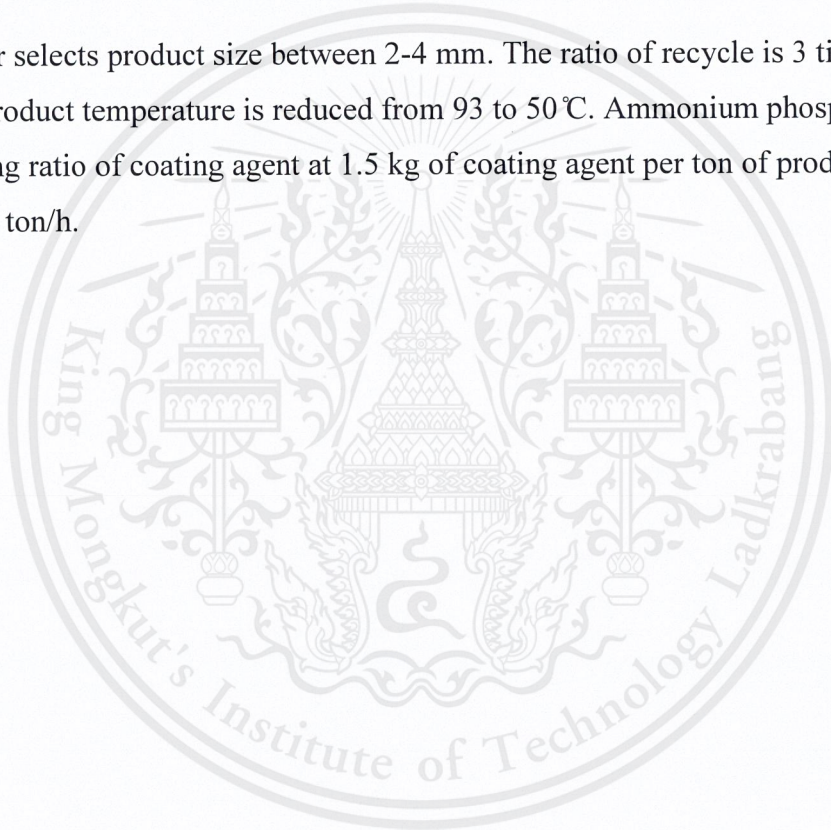 r selects product size between 2-4 mm. The ratio of recycle is 3 ti
roduct temperature is reduced from 93 to 50℃. Ammonium phosp
ng ratio of coating agent at 1.5 kg of coating agent per ton of prod
ton/h.
King Mongkut's Institute of Technology Ladkrabang